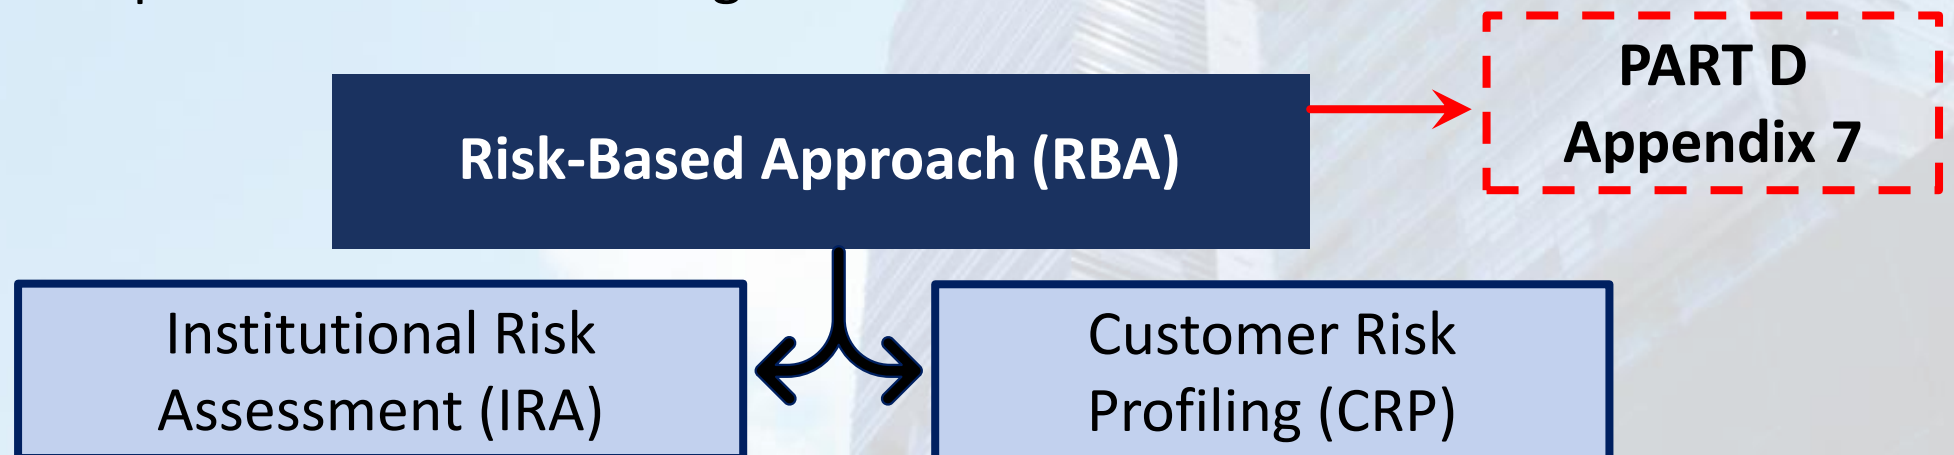 PART D
Appendix 7
Risk-Based Approach (RBA)
Institutional Risk
Assessment (IRA)
Customer Risk
Profiling (CRP)